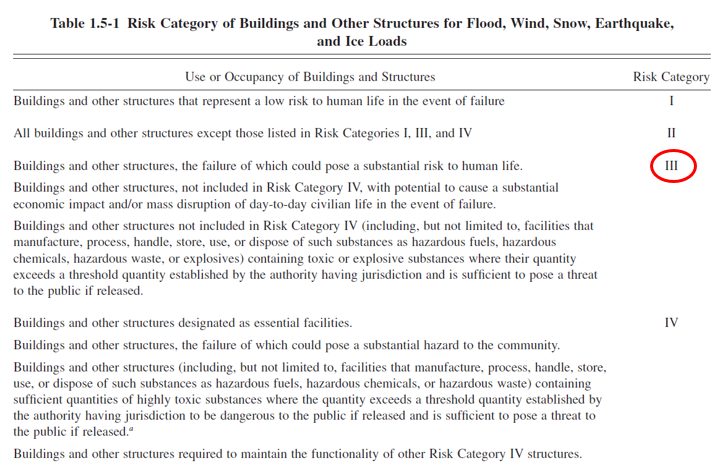 Table 1.5-1 Risk Category of Buildings and Other Structures for Flood, Wind, Snow, Earthquake,
and Ice Loads
Use or Occupancy of Buildings and Structures Risk Category
Buildings and other structures that represent a low risk to human life in the event of failure I
All buildings and other structures except those listed in Risk Categories I, III, and IV II
Buildings and other structures, the failure of which could pose a substantial risk to human life. III
Buildings and other structures, not included in Risk Category IV, with potential to cause a substantial
economic impact and/or mass disruption of day-to-day civilian life in the event of failure.
Buildings and other structures not included in Risk Category IV (including, but not limited to, facilities that
manufacture, process, handle, store, use, or dispose of such substances as hazardous fuels, hazardous
chemicals, hazardous waste, or explosives) containing toxic or explosive substances where their quantity
exceeds a threshold quantity established by the authority having jurisdiction and is sufficient to pose a threat
to the public if released.
Buildings and other structures designated as essential facilities. IV
Buildings and other structures, the failure of which could pose a substantial hazard to the community.
Buildings and other structures (including, but not limited to, facilities that manufacture, process, handle, store,
use, or dispose of such substances as hazardous fuels, hazardous chemicals, or hazardous waste) containing
sufficient quantities of highly toxic substances where the quantity exceeds a threshold quantity established by
the authority having jurisdiction to be dangerous to the public if released and is sufficient to pose a threat to
the public if released.a
Buildings and other structures required to maintain the functionality of other Risk Category IV structures.